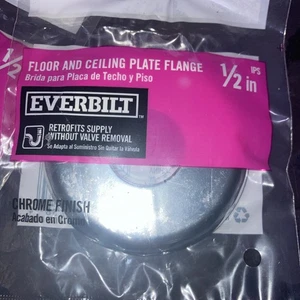 1/2
FLOOR AND CEILING PLATE FLANGE
Brida para Placa de Techo y Piso
1/2 in
IPS
EVERBILT
RETROFITS SUPPLY
WITHOUT VALVE REMOVAL
Se Adapta al Suministro Sin Quitar la Válvula
CHROME FINISH
Acabado en Cromo